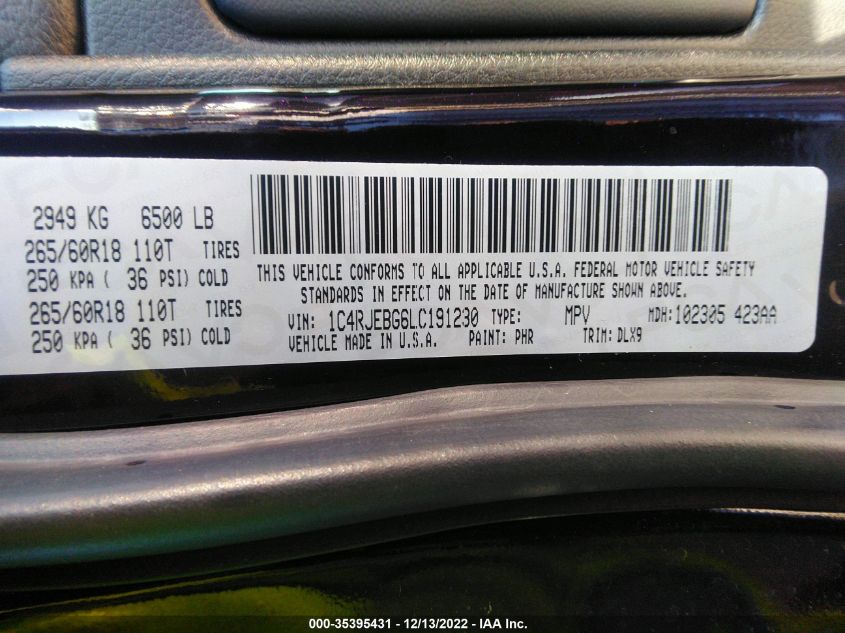 2949 KG 6500 LB
265/60R18 110T TIRES
250 KPA ( 36 PSI) COLD
265/60R18 110T TIRES
250 KPA ( 36 PSI) COLD
THIS VEHICLE CONFORMS TO ALL APPLICABLE U.S.A. FEDERAL MOTOR VEHICLE SAFETY
STANDARDS IN EFFECT ON THE DATE OF MANUFACTURE SHOWN ABOVE.
VIN: 1C4RJEBG6LC191230 TYPE: MPV MDH:102305 423AA
VEHICLE MADE IN U.S.A. PAINT: PHR TRIM: DLX9
000-35395431 - 12/13/2022 - IAA Inc.